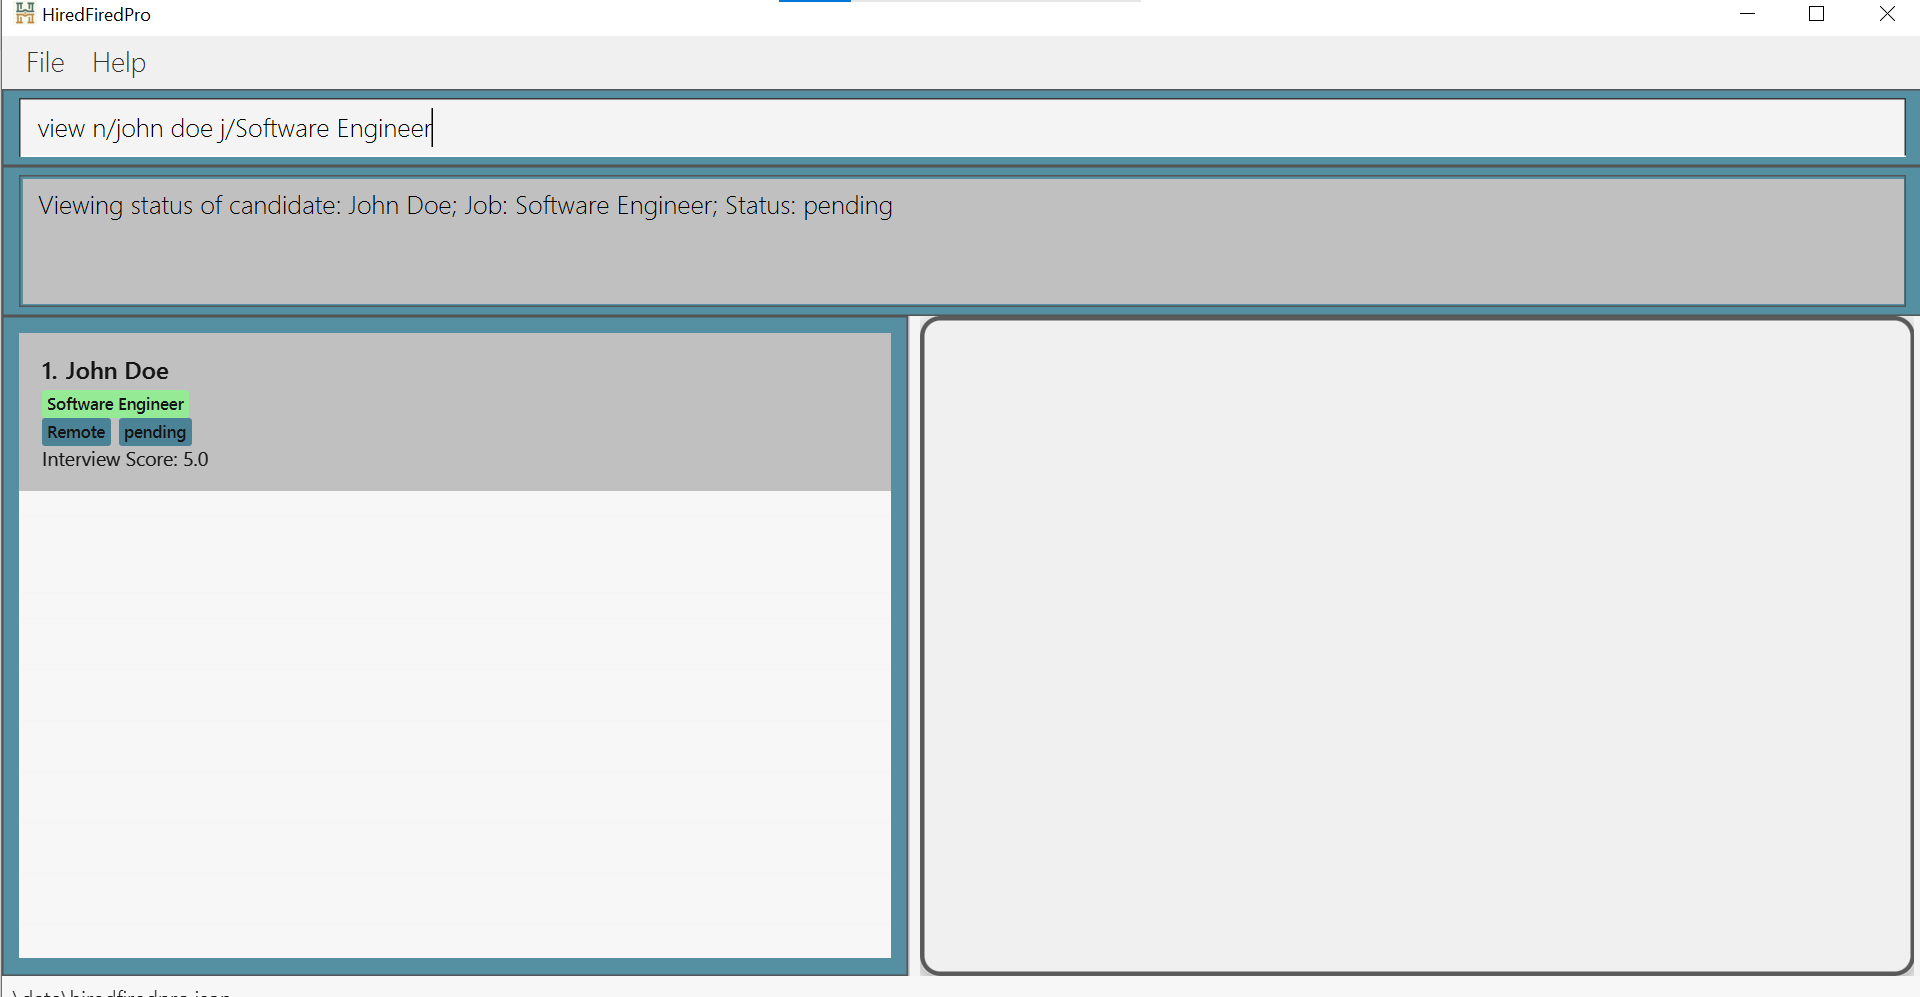 HiredFiredPro
File Help
view n/john doe j/Software Engineer
Viewing status of candidate: John Doe; Job: Software Engineer; Status: pending
1. John Doe
Software Engineer
Remote pending
Interview Score: 5.0